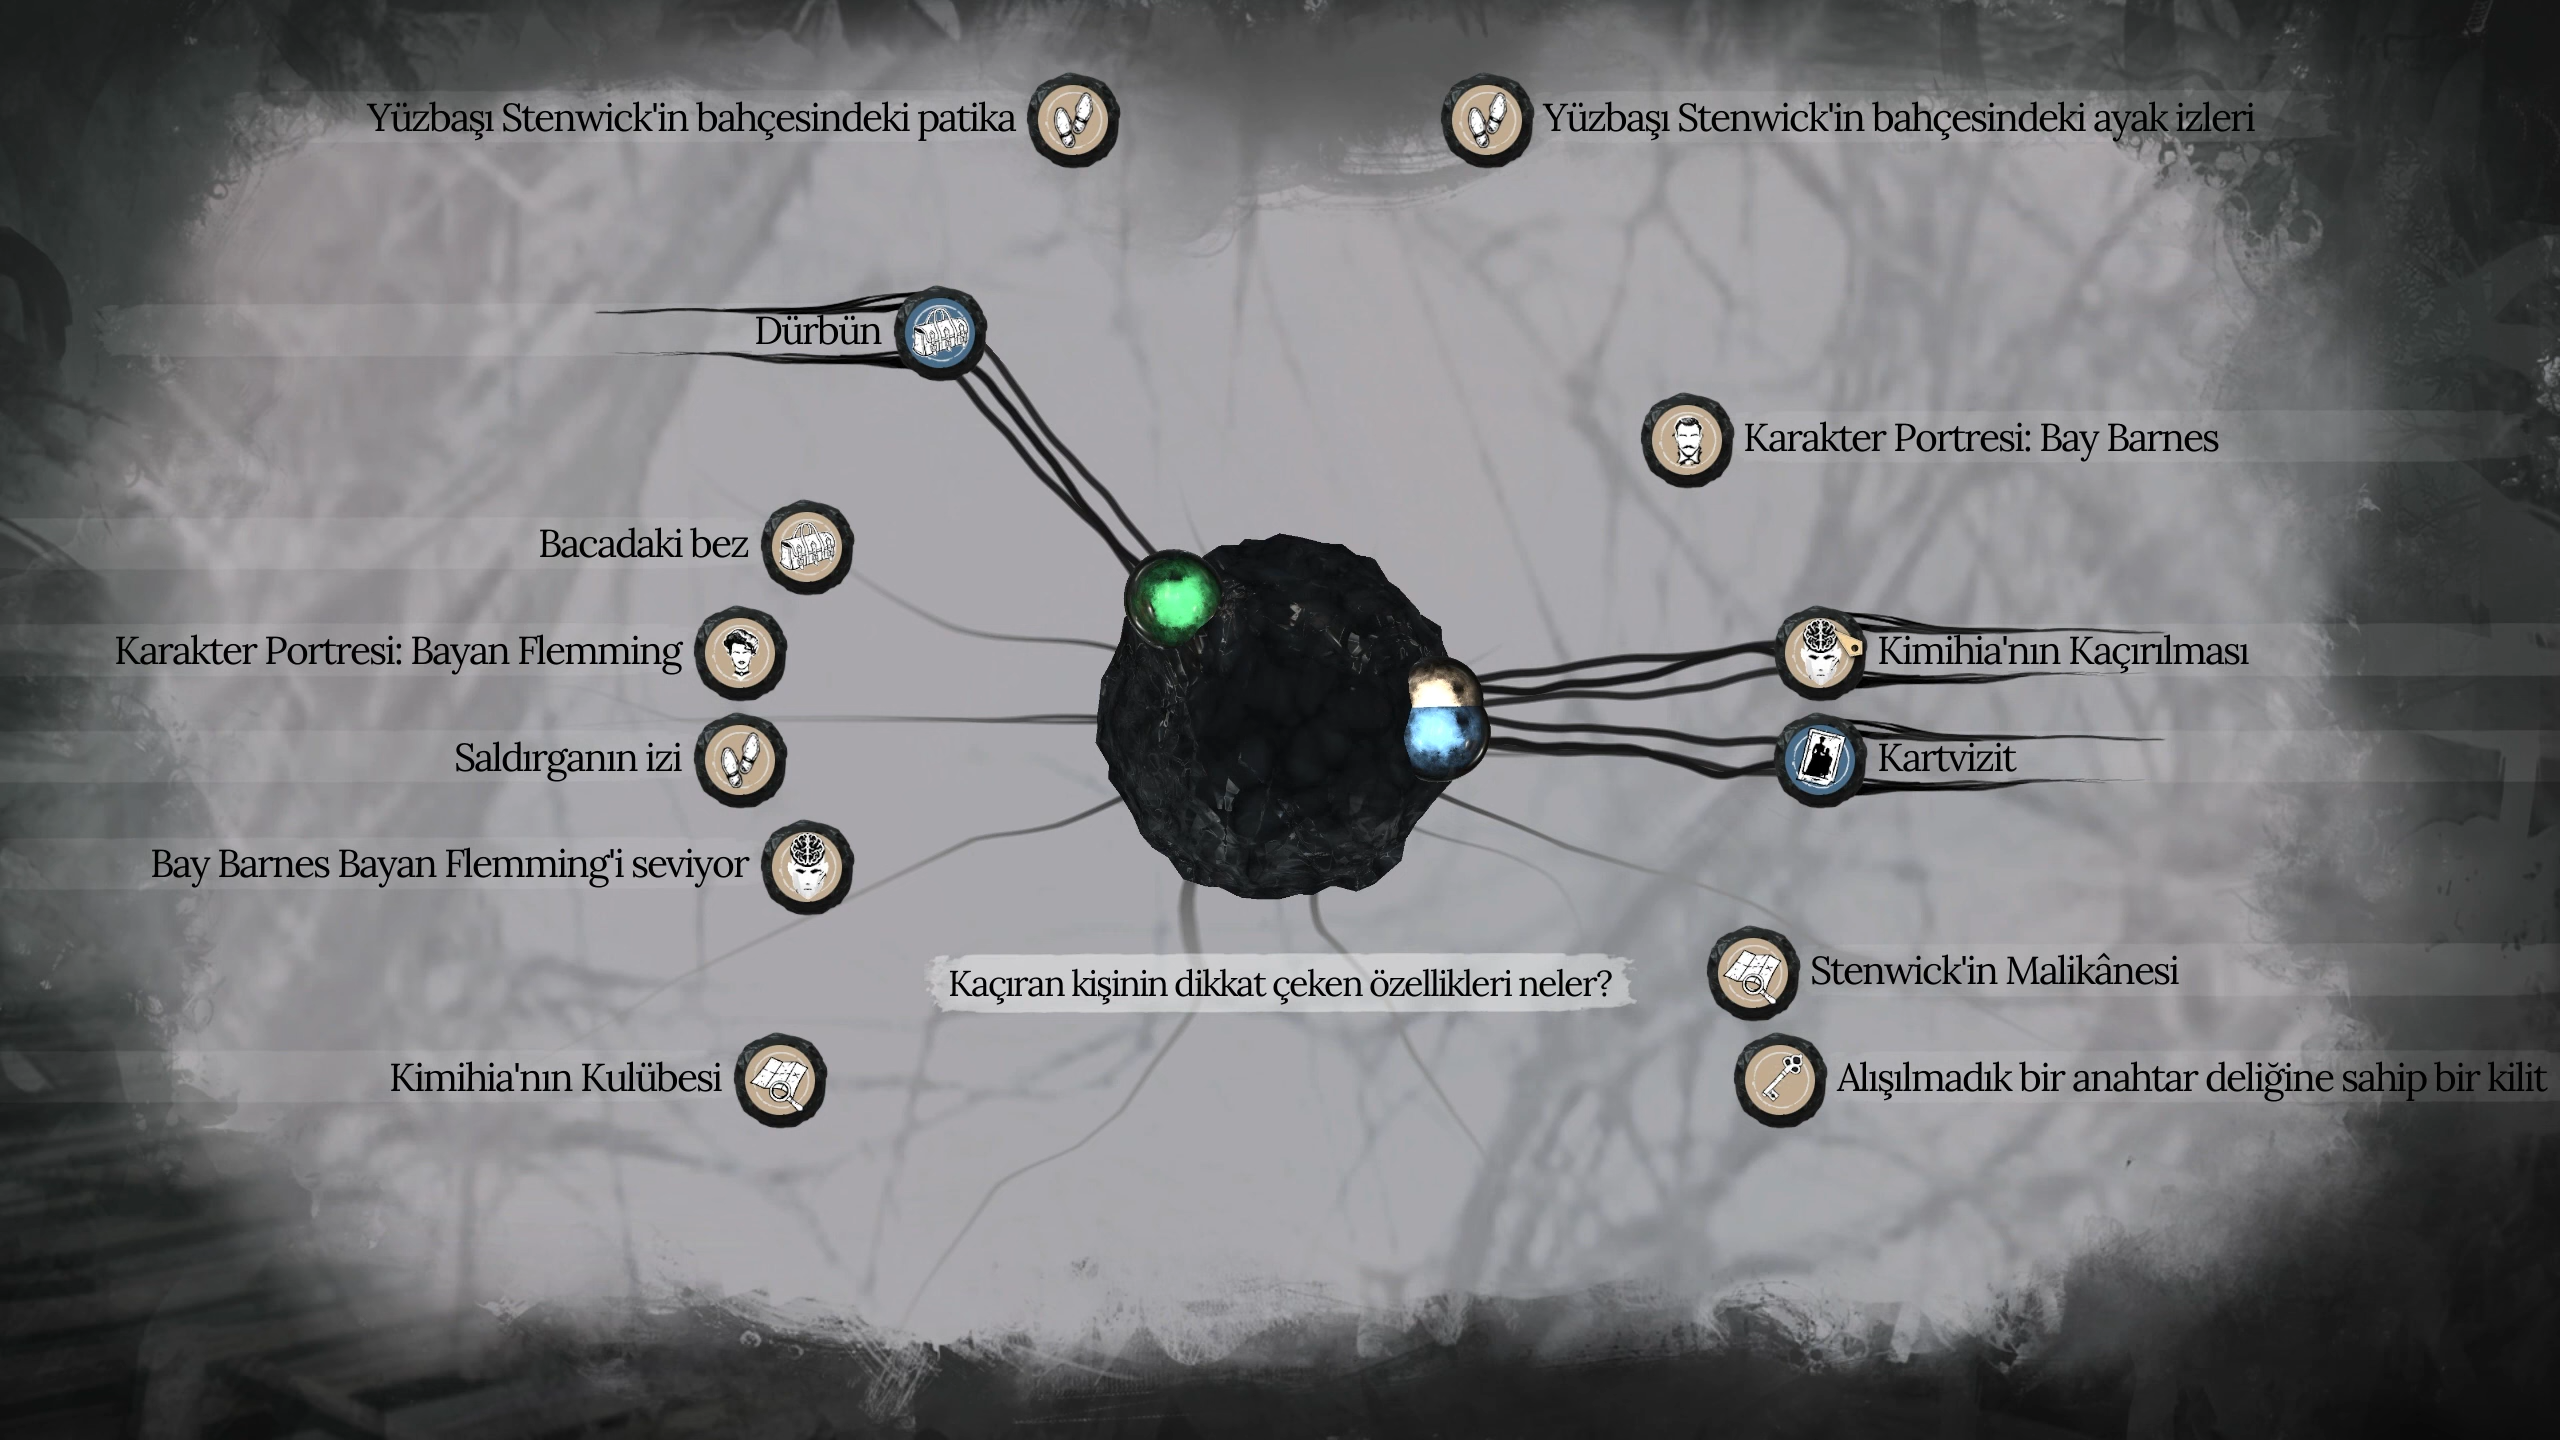 Yüzbaşı Stenwick'in bahçesindeki patika
Yüzbaşı Stenwick'in bahçesindeki ayak izleri
Dürbün
Karakter Portresi: Bay Barnes
Bacadaki bez
Karakter Portresi: Bayan Flemming
Kimihia'nın Kaçırılması
Saldırganın izi
Kartvizit
Bay Barnes Bayan Flemming'i seviyor
Kaçıran kişinin dikkat çeken özellikleri neler?
Stenwick'in Malikânesi
Kimihia'nın Kulübesi
Alışılmadık bir anahtar deliğine sahip bir kilit